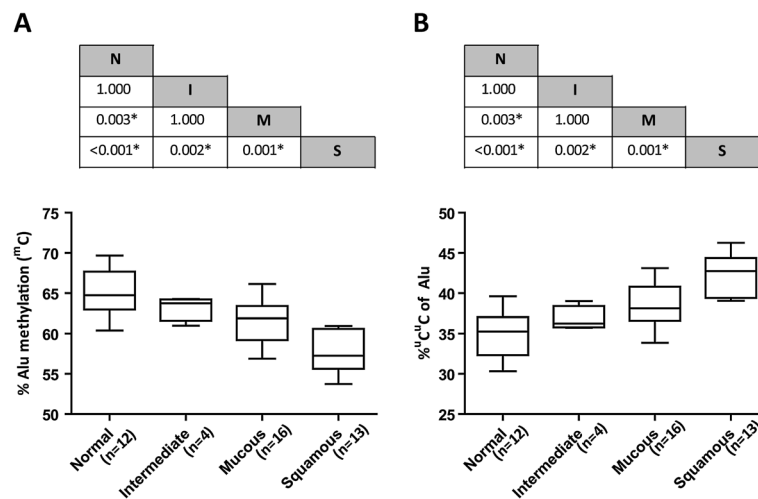 A
N
1.000 I
0.003* 1.000 M
<0.001* 0.002* 0.001* S
% Alu methylation (ᵐC)
75
70
65
60
55
50
Normal (n=12)
Intermediate (n=4)
Mucous (n=16)
Squamous (n=13)
B
N
1.000 I
0.003* 1.000 M
<0.001* 0.002* 0.001* S
%ᵘCᵘC of Alu
50
45
40
35
30
25
Normal (n=12)
Intermediate (n=4)
Mucous (n=16)
Squamous (n=13)